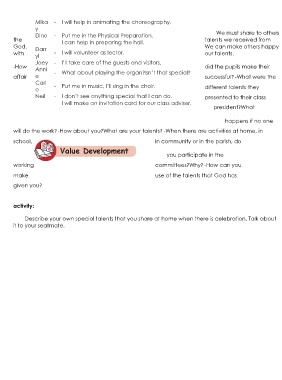 Mika y - I will help in animating the choreography.
Dino - Put me in the Physical Preparation.
I can help in preparing the hall.
Dar ryl - I will volunteer as lector.
Joey - I'll take care of the guests and visitors.
Anni e - What about playing the organ?Isn't that special?
Carl o - Put me in music, I'll sing in the choir.
Neil - I don't see anything special that I can do.
I will make an invitation card for our class adviser.
We must share to others
the talents we received from
God. We can make others happy
with our talents.
-How did the pupils make their
affair successful?-What were the
different talents they
presented to their class
president?What
happens if no one
will do the work?-How about you?What are your talents?-When there are activities at home, in
school, in community or in the parish, do
Value Development
you participate in the
working committees?Why?-How can you
make use of the talents that God has
given you?
activity:
Describe your own special talents that you share at home when there is celebration. Talk about
it to your seatmate.